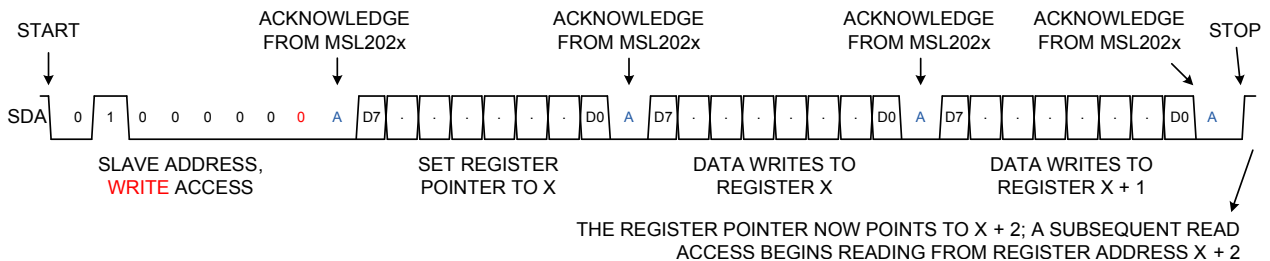 START
ACKNOWLEDGE
FROM MSL202x
ACKNOWLEDGE
FROM MSL202x
ACKNOWLEDGE
FROM MSL202x
ACKNOWLEDGE
FROM MSL202x
STOP
SDA 0 1 0 0 0 0 0 0 A D7 . . . . . . D0 A D7 . . . . . . D0 A D7 . . . . . . D0 A
SLAVE ADDRESS,
WRITE ACCESS
SET REGISTER
POINTER TO X
DATA WRITES TO
REGISTER X
DATA WRITES TO
REGISTER X + 1
THE REGISTER POINTER NOW POINTS TO X + 2; A SUBSEQUENT READ
ACCESS BEGINS READING FROM REGISTER ADDRESS X + 2